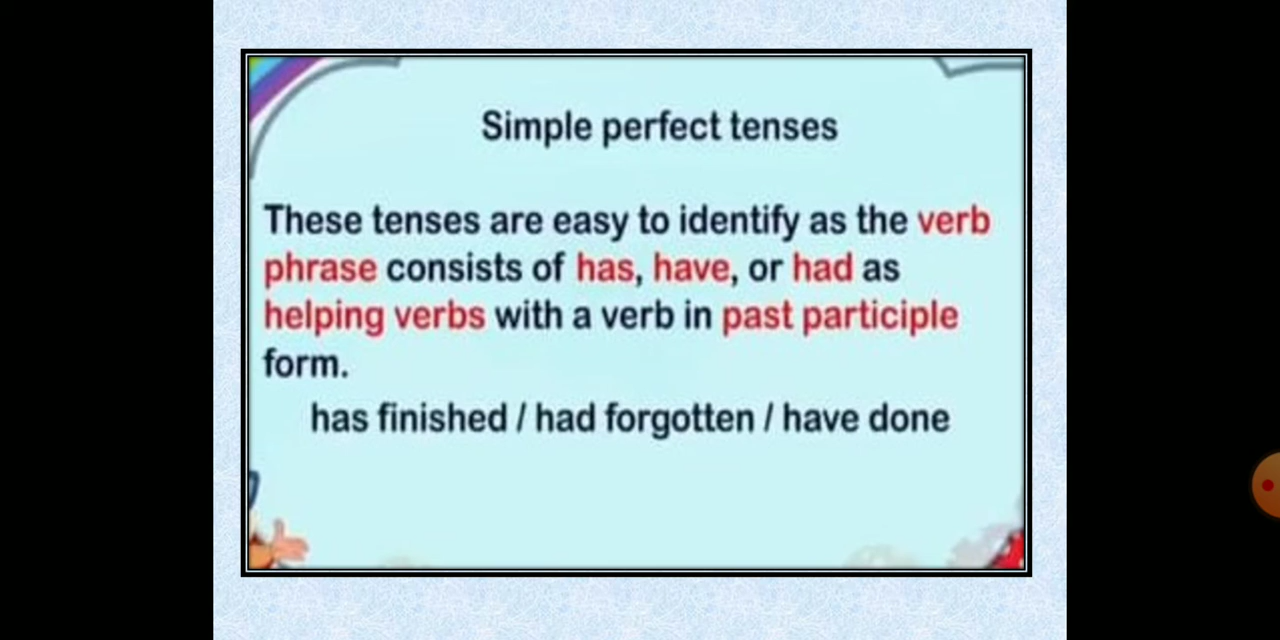 Simple perfect tenses
These tenses are easy to identify as the verb
phrase consists of has, have, or had as
helping verbs with a verb in past participle
form.
has finished / had forgotten / have done